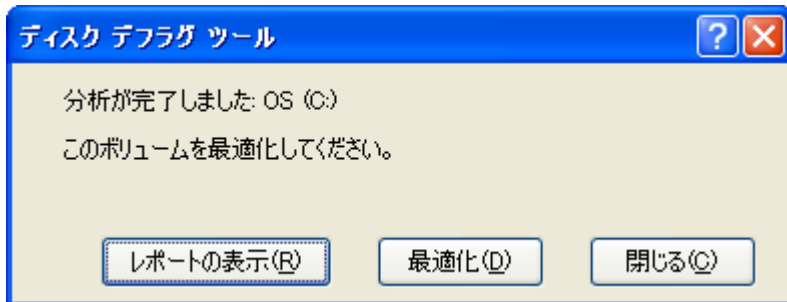 ディスク デフラグ ツール
分析が完了しました: OS (C:)
このボリュームを最適化してください。
レポートの表示(R) 最適化(D) 閉じる(C)